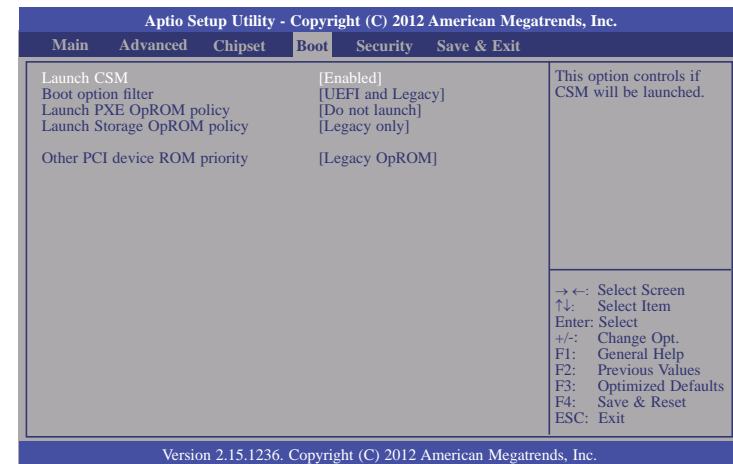 Aptio Setup Utility - Copyright (C) 2012 American Megatrends, Inc.
Main Advanced Chipset Boot Security Save & Exit
Launch CSM [Enabled]
Boot option filter [UEFI and Legacy]
Launch PXE OpROM policy [Do not launch]
Launch Storage OpROM policy [Legacy only]
Other PCI device ROM priority [Legacy OpROM]
This option controls if
CSM will be launched.
→ ←: Select Screen
↑↓: Select Item
Enter: Select
+/-: Change Opt.
F1: General Help
F2: Previous Values
F3: Optimized Defaults
F4: Save & Reset
ESC: Exit
Version 2.15.1236. Copyright (C) 2012 American Megatrends, Inc.